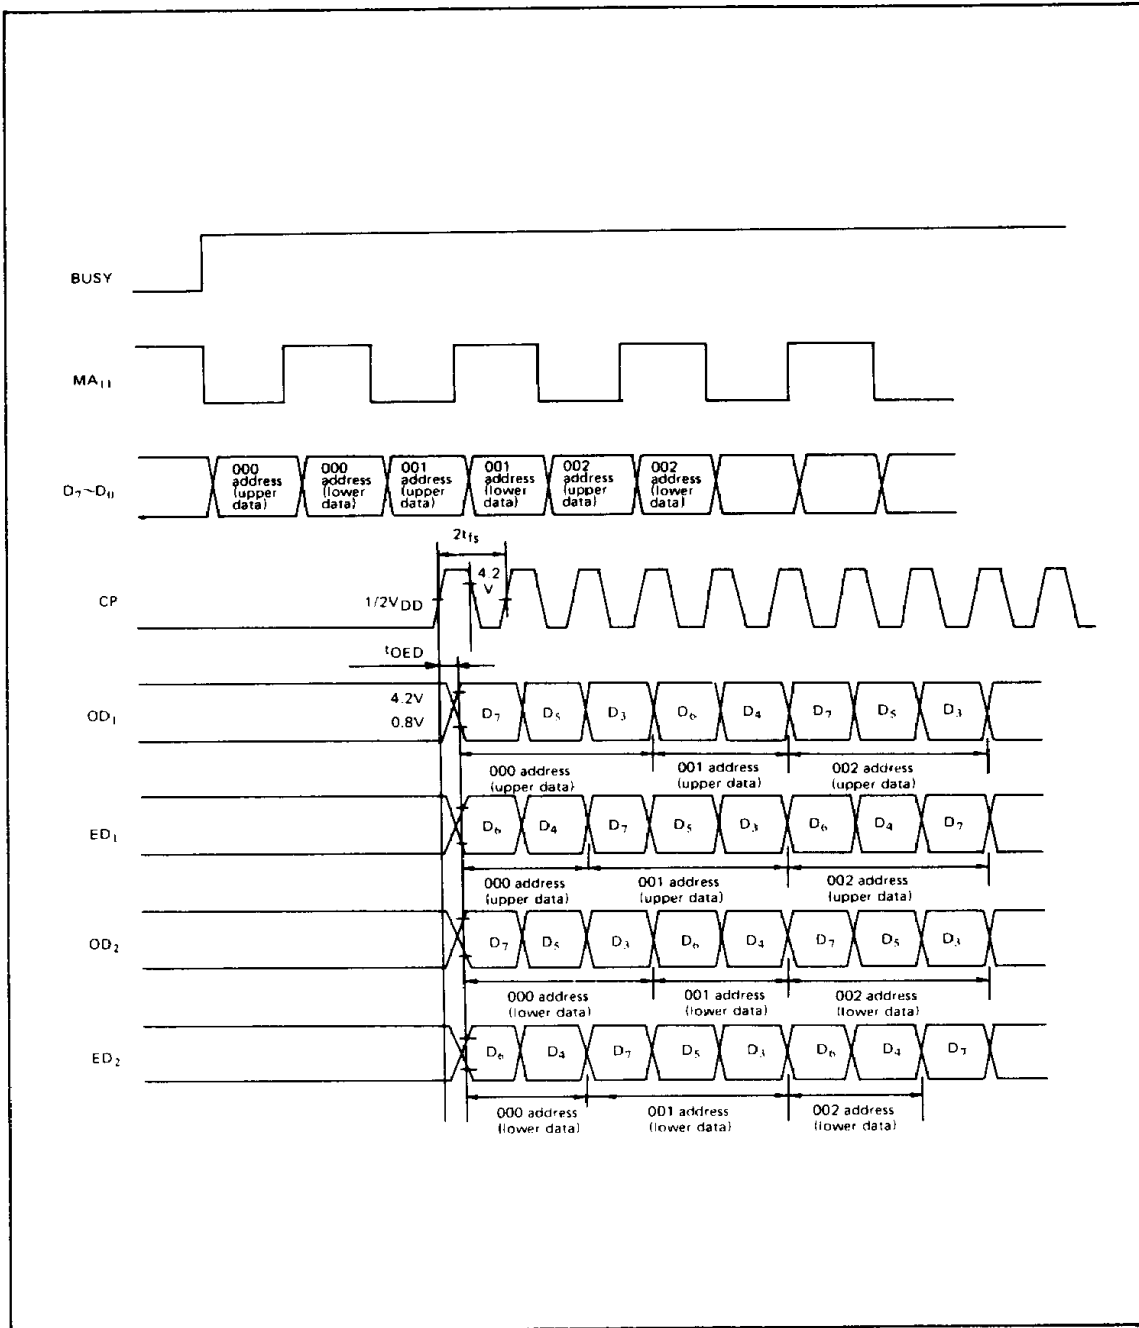 BUSY
MA₁₁
D₇~D₀
000 address (upper data)
000 address (lower data)
001 address (upper data)
001 address (lower data)
002 address (upper data)
002 address (lower data)
2tfs
4.2 V
CP
1/2VDD
tOED
4.2V
0.8V
OD₁
D₇ D₅ D₃ D₆ D₄ D₇ D₅ D₃
000 address (upper data)
001 address (upper data)
002 address (upper data)
ED₁
D₆ D₄ D₇ D₅ D₃ D₆ D₄ D₇
000 address (upper data)
001 address (upper data)
002 address (upper data)
OD₂
D₇ D₅ D₃ D₆ D₄ D₇ D₅ D₃
000 address (lower data)
001 address (lower data)
002 address (lower data)
ED₂
D₆ D₄ D₇ D₅ D₃ D₆ D₄ D₇
000 address (lower data)
001 address (lower data)
002 address (lower data)